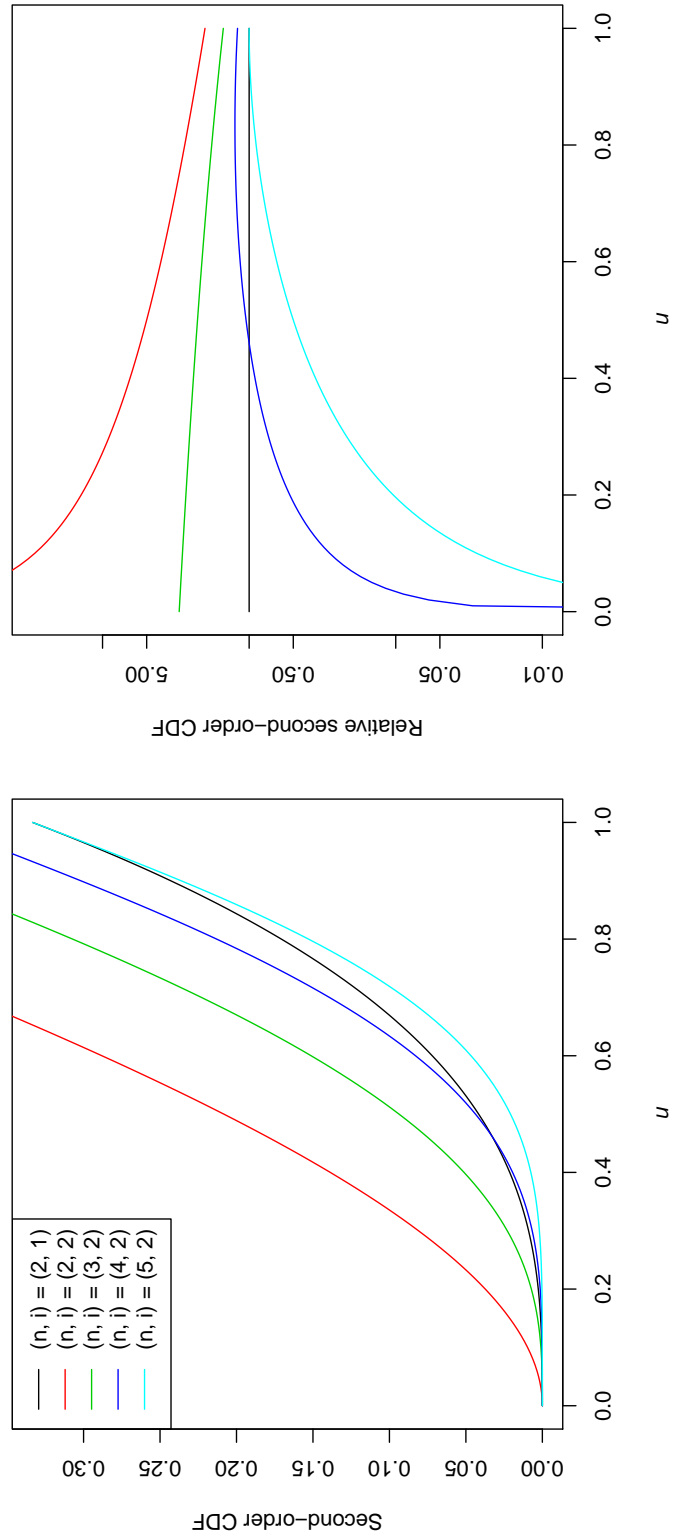 (n, i) = (2, 1)
(n, i) = (2, 2)
(n, i) = (3, 2)
(n, i) = (4, 2)
(n, i) = (5, 2)
0.30
0.25
0.20
0.15
0.10
0.05
0.00
Second−order CDF
0.0 0.2 0.4 0.6 0.8 1.0
u
5.00
0.50
0.05
0.01
Relative second−order CDF
0.0 0.2 0.4 0.6 0.8 1.0
u